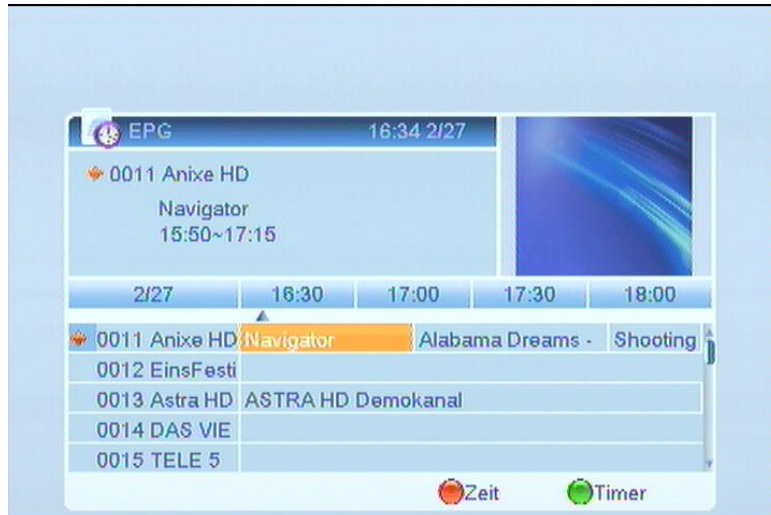 EPG 16:34 2/27
0011 Anixe HD
Navigator
15:50~17:15
2/27 16:30 17:00 17:30 18:00
0011 Anixe HD Navigator Alabama Dreams - Shooting
0012 EinsFesti
0013 Astra HD ASTRA HD Demokanal
0014 DAS VIE
0015 TELE 5
Zeit Timer